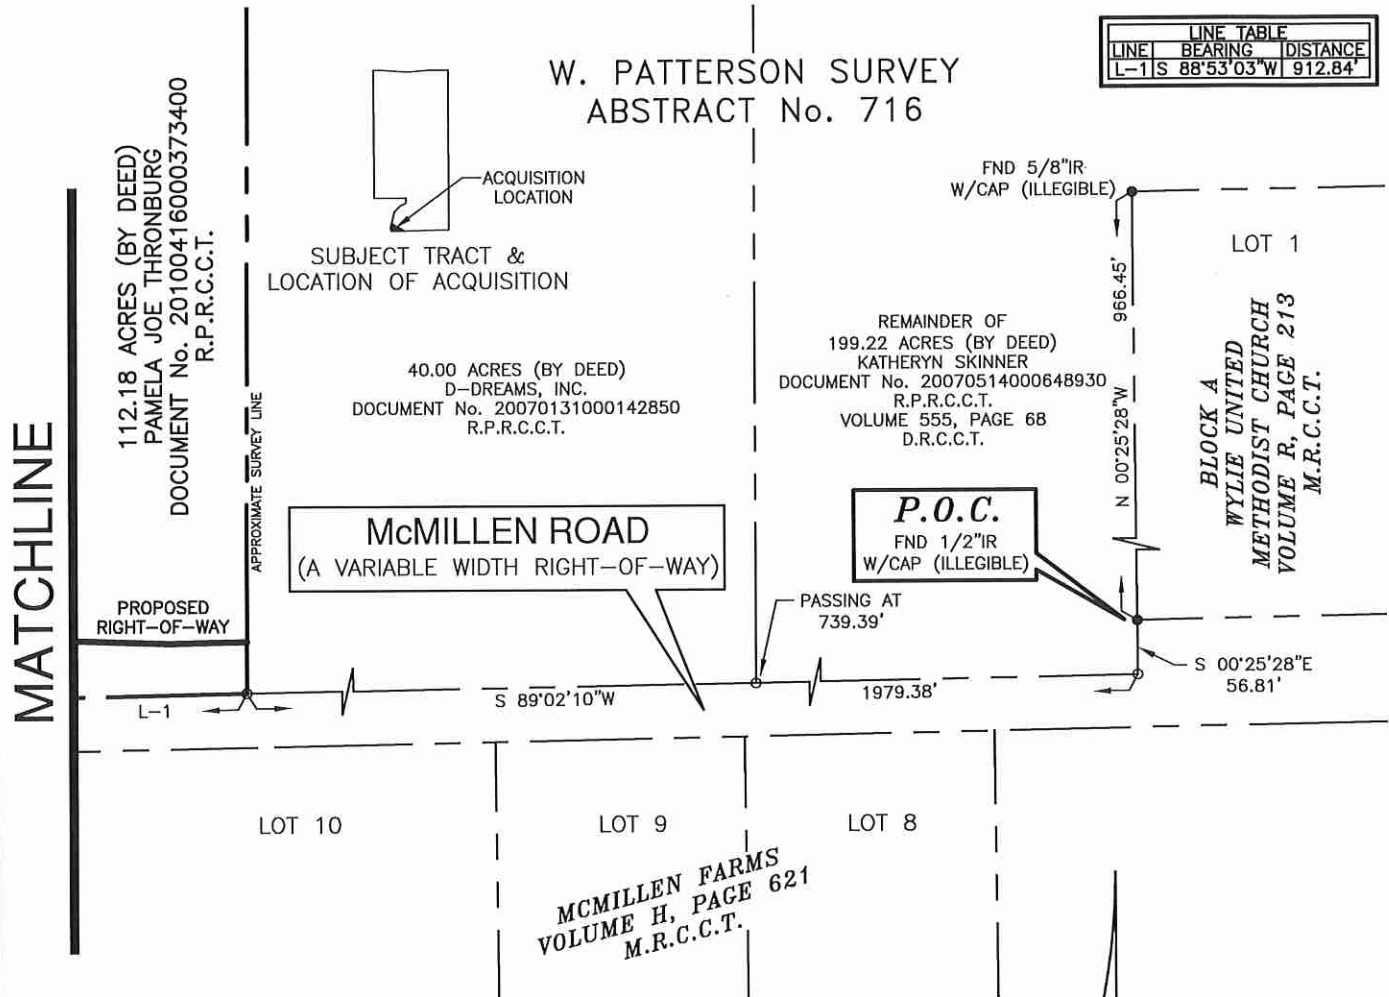 W. PATTERSON SURVEY
ABSTRACT No. 716
LINE TABLE
LINE BEARING DISTANCE
L-1 S 88°53'03"W 912.84'
112.18 ACRES (BY DEED)
PAMELA JOE THRONBURG
DOCUMENT No. 20100416000373400
R.P.R.C.C.T.
ACQUISITION
LOCATION
SUBJECT TRACT &
LOCATION OF ACQUISITION
FND 5/8"IR
W/CAP (ILLEGIBLE)
LOT 1
966.45'
N 00°25'28"W
BLOCK A
WYLIE UNITED
METHODIST CHURCH
VOLUME R, PAGE 213
M.R.C.C.T.
REMAINDER OF
199.22 ACRES (BY DEED)
KATHERYN SKINNER
DOCUMENT No. 20070514000648930
R.P.R.C.C.T.
VOLUME 555, PAGE 68
D.R.C.C.T.
40.00 ACRES (BY DEED)
D-DREAMS, INC.
DOCUMENT No. 20070131000142850
R.P.R.C.C.T.
APPROXIMATE SURVEY LINE
MATCHLINE
McMILLEN ROAD
(A VARIABLE WIDTH RIGHT-OF-WAY)
P.O.C.
FND 1/2"IR
W/CAP (ILLEGIBLE)
PROPOSED
RIGHT-OF-WAY
PASSING AT
739.39'
S 00°25'28"E
56.81'
L-1
S 89°02'10"W
1979.38'
LOT 10
LOT 9
LOT 8
MCMILLEN FARMS
VOLUME H, PAGE 621
M.R.C.C.T.